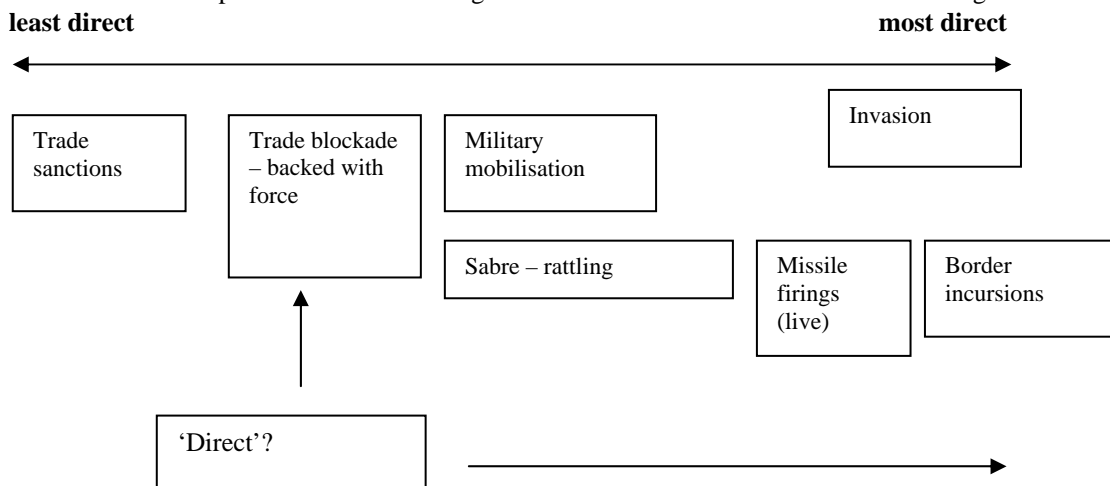 least direct
most direct
Invasion
Trade
sanctions
Trade blockade
– backed with
force
Military
mobilisation
Sabre – rattling
Missile
firings
(live)
Border
incursions
‘Direct’?